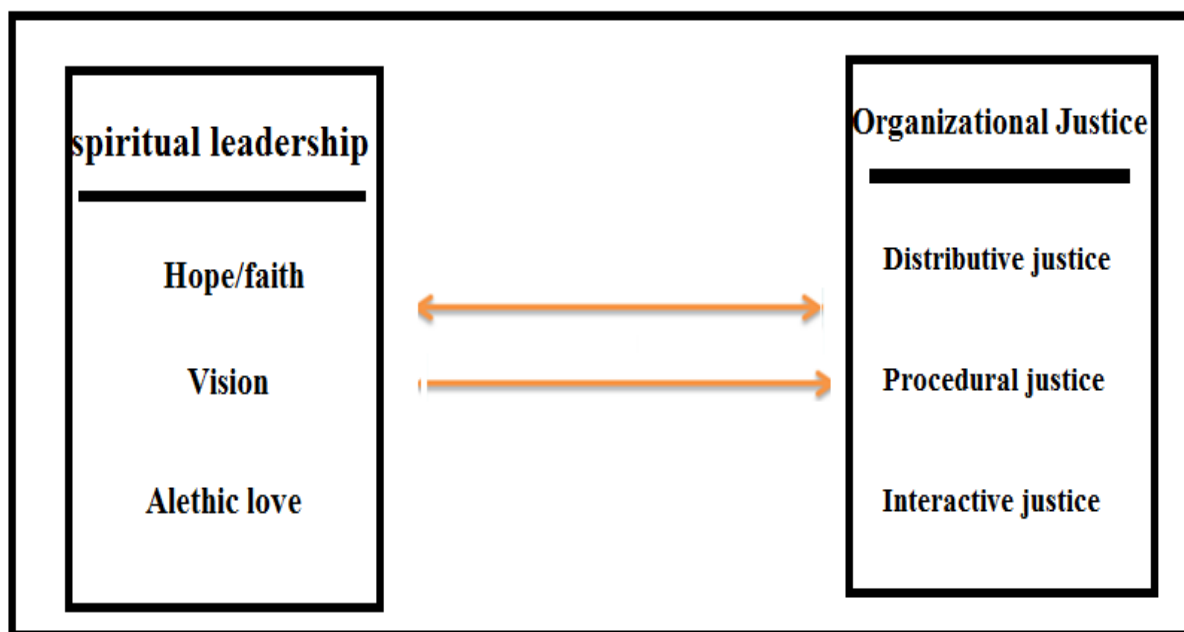 spiritual leadership
Hope/faith
Vision
Alethic love
Organizational Justice
Distributive justice
Procedural justice
Interactive justice